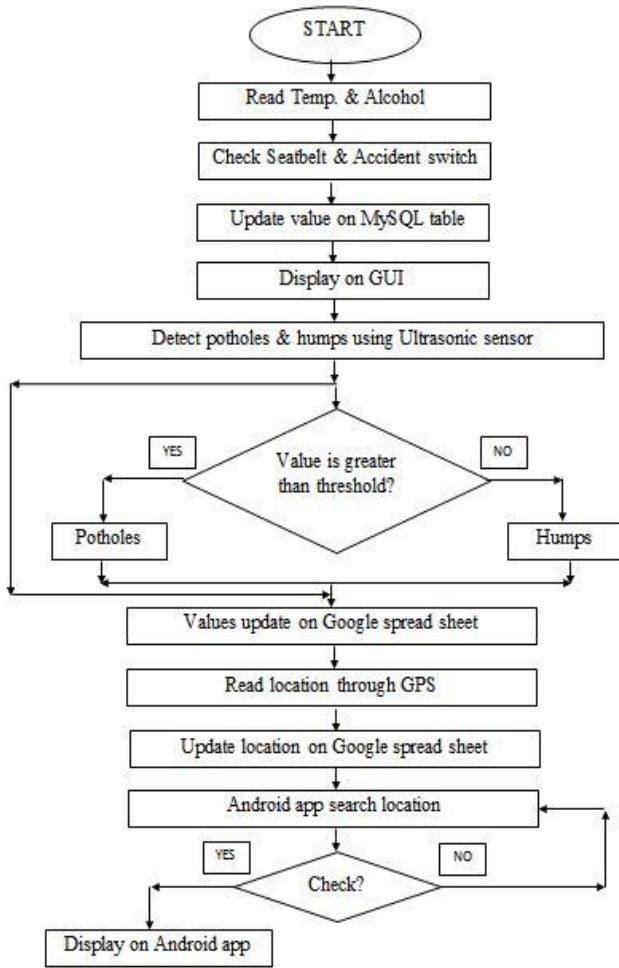 START
Read Temp. & Alcohol
Check Seatbelt & Accident switch
Update value on MySQL table
Display on GUI
Detect potholes & humps using Ultrasonic sensor
YES
NO
Value is greater
than threshold?
Potholes
Humps
Values update on Google spread sheet
Read location through GPS
Update location on Google spread sheet
Android app search location
YES
NO
Check?
Display on Android app